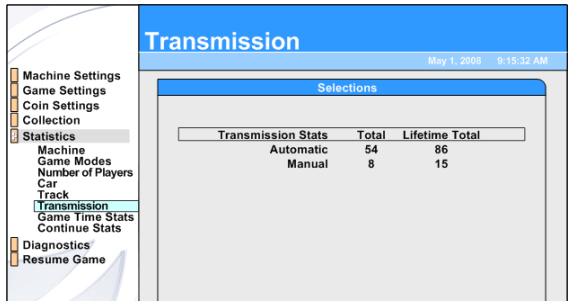 Transmission
May 1, 2008 9:15:32 AM
Machine Settings
Game Settings
Coin Settings
Collection
Statistics
Machine
Game Modes
Number of Players
Car
Track
Transmission
Game Time Stats
Continue Stats
Diagnostics
Resume Game
Selections
Transmission Stats Total Lifetime Total
Automatic 54 86
Manual 8 15